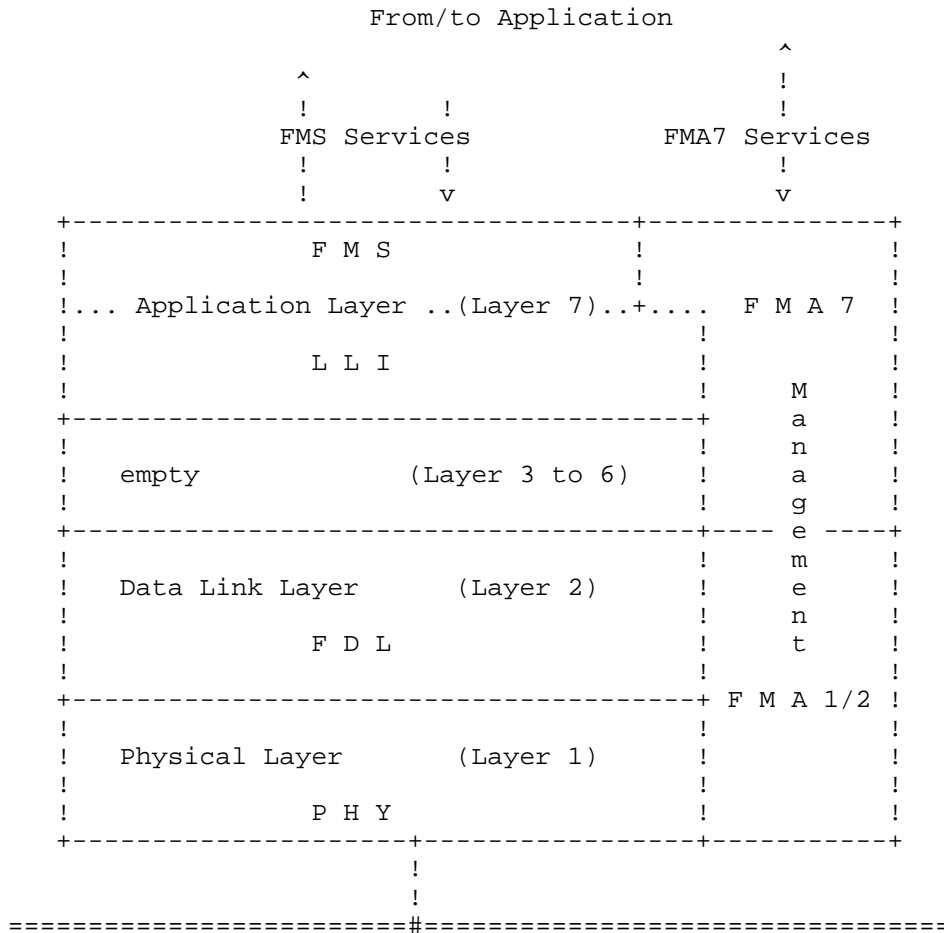 From/to Application
FMS Services FMA7 Services
F M S
... Application Layer ..(Layer 7)..+.... F M A 7
L L I
Management
empty (Layer 3 to 6)
Data Link Layer (Layer 2)
F D L
F M A 1/2
Physical Layer (Layer 1)
P H Y